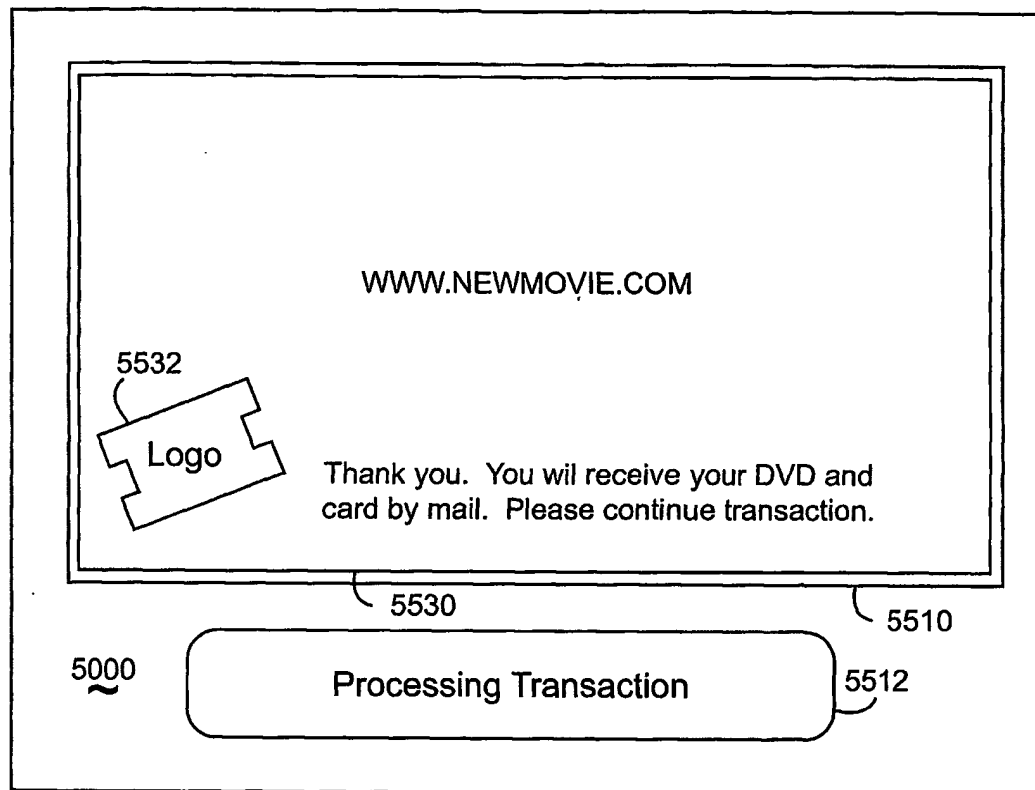 WWW.NEWMOVIE.COM
5532
Logo
Thank you. You wil receive your DVD and
card by mail. Please continue transaction.
5530
5510
5000
Processing Transaction
5512